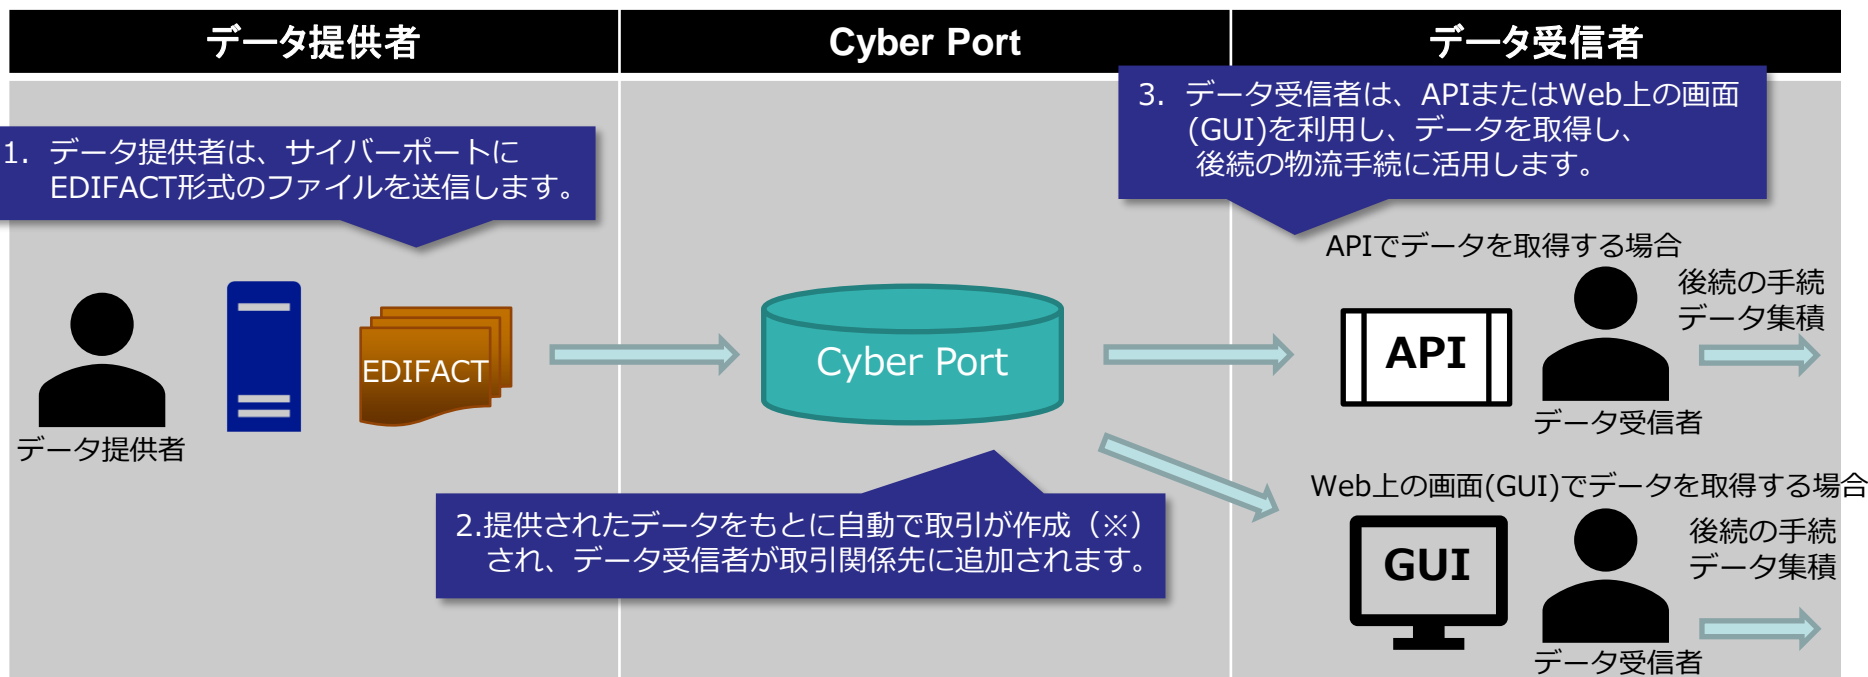 データ提供者
Cyber Port
データ受信者
1. データ提供者は、サイバーポートに
EDIFACT形式のファイルを送信します。
3. データ受信者は、APIまたはWeb上の画面
(GUI)を利用し、データを取得し、
後続の物流手続に活用します。
データ提供者
EDIFACT
Cyber Port
2.提供されたデータをもとに自動で取引が作成（※）
され、データ受信者が取引関係先に追加されます。
APIでデータを取得する場合
API
データ受信者
後続の手続
データ集積
Web上の画面(GUI)でデータを取得する場合
GUI
データ受信者
後続の手続
データ集積